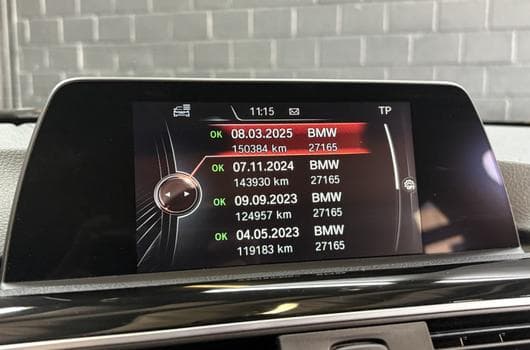 11:15 TP
OK 08.03.2025 BMW
150384 km 27165
OK 07.11.2024 BMW
143930 km 27165
OK 09.09.2023 BMW
124957 km 27165
OK 04.05.2023 BMW
119183 km 27165